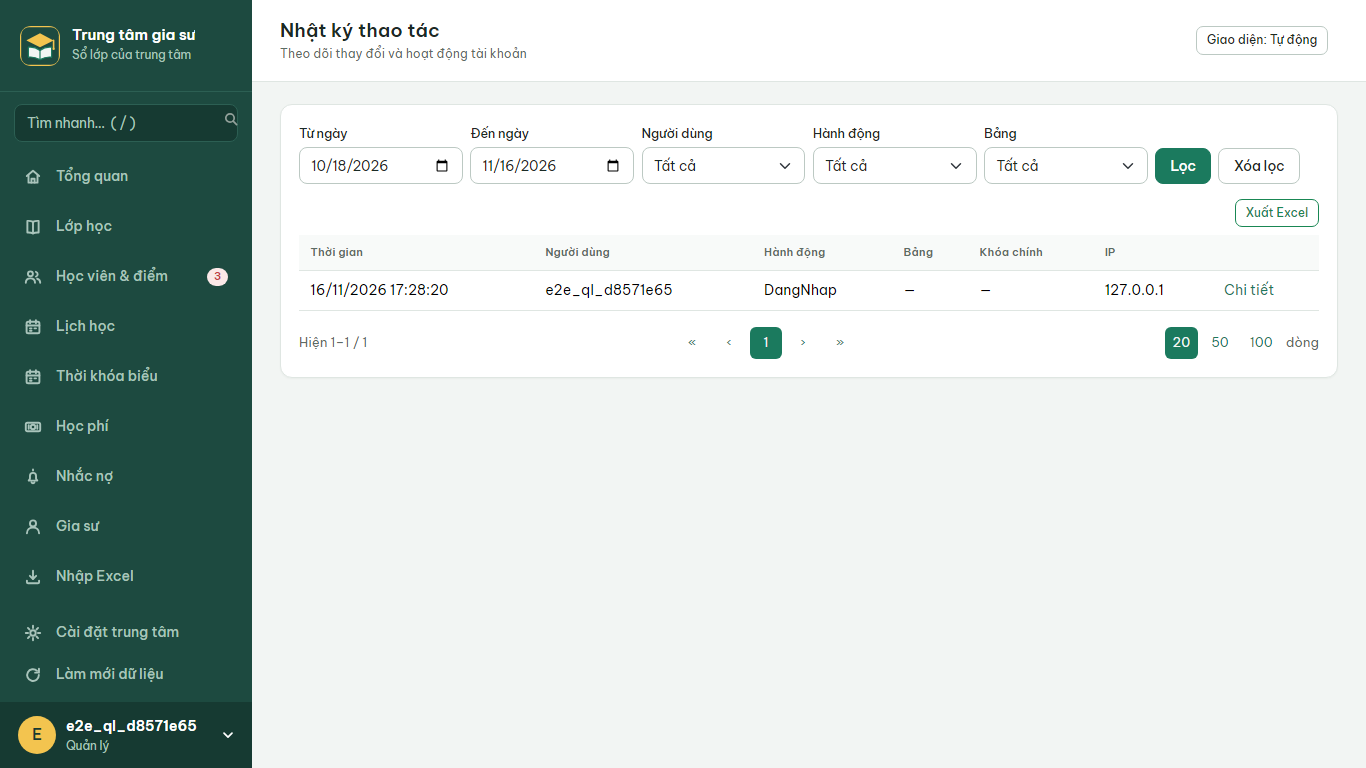 Trung tâm gia sư
Sổ lớp của trung tâm
Tìm nhanh... ( / )
Tổng quan
Lớp học
Học viên & điểm 3
Lịch học
Thời khóa biểu
Học phí
Nhắc nợ
Gia sư
Nhập Excel
Cài đặt trung tâm
Làm mới dữ liệu
E
e2e_ql_d8571e65
Quản lý
Nhật ký thao tác
Theo dõi thay đổi và hoạt động tài khoản
Giao diện: Tự động
Từ ngày Đến ngày Người dùng Hành động Bảng
10/18/2026 11/16/2026 Tất cả Tất cả Tất cả Lọc Xóa lọc
Xuất Excel
Thời gian Người dùng Hành động Bảng Khóa chính IP
16/11/2026 17:28:20 e2e_ql_d8571e65 DangNhap — — 127.0.0.1 Chi tiết
Hiện 1–1 / 1 « ‹ 1 › » 20 50 100 dòng